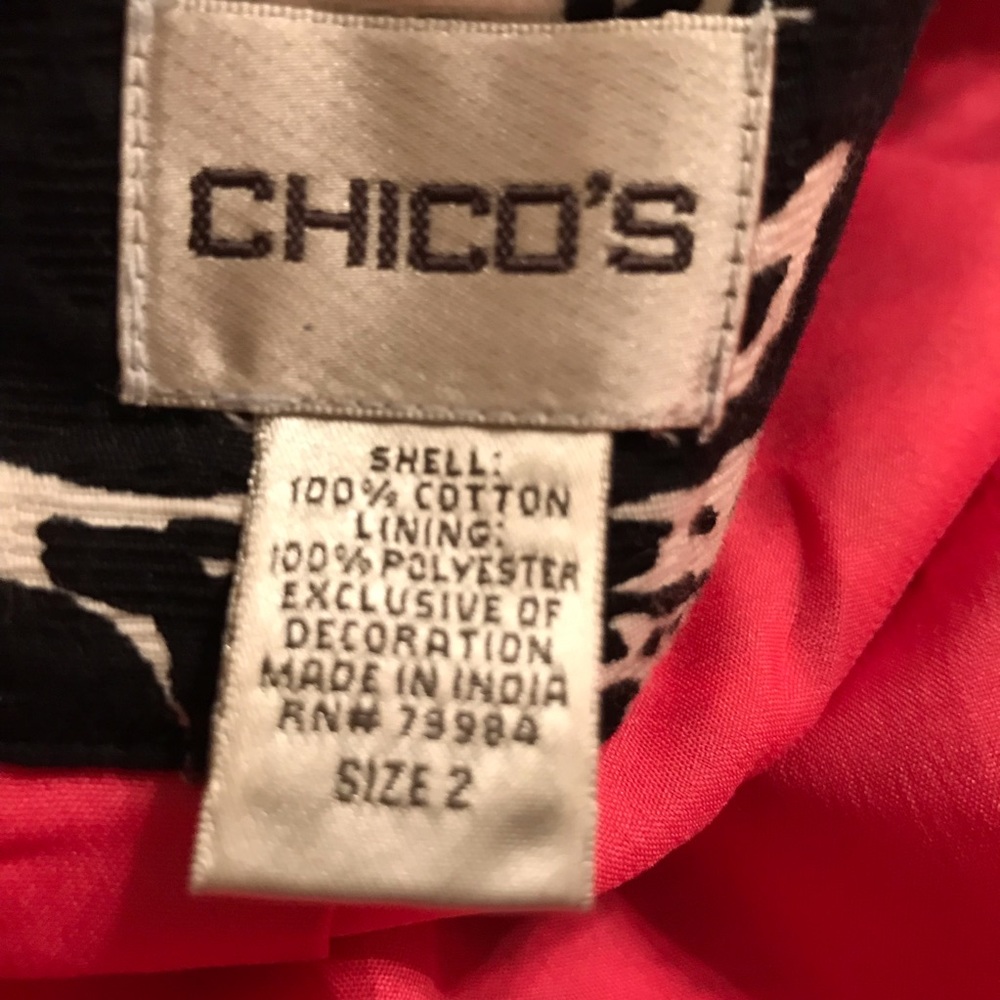 CHICO'S
SHELL:
100% COTTON
LINING:
100% POLYESTER
EXCLUSIVE OF
DECORATION
MADE IN INDIA
RN# 79984
SIZE 2